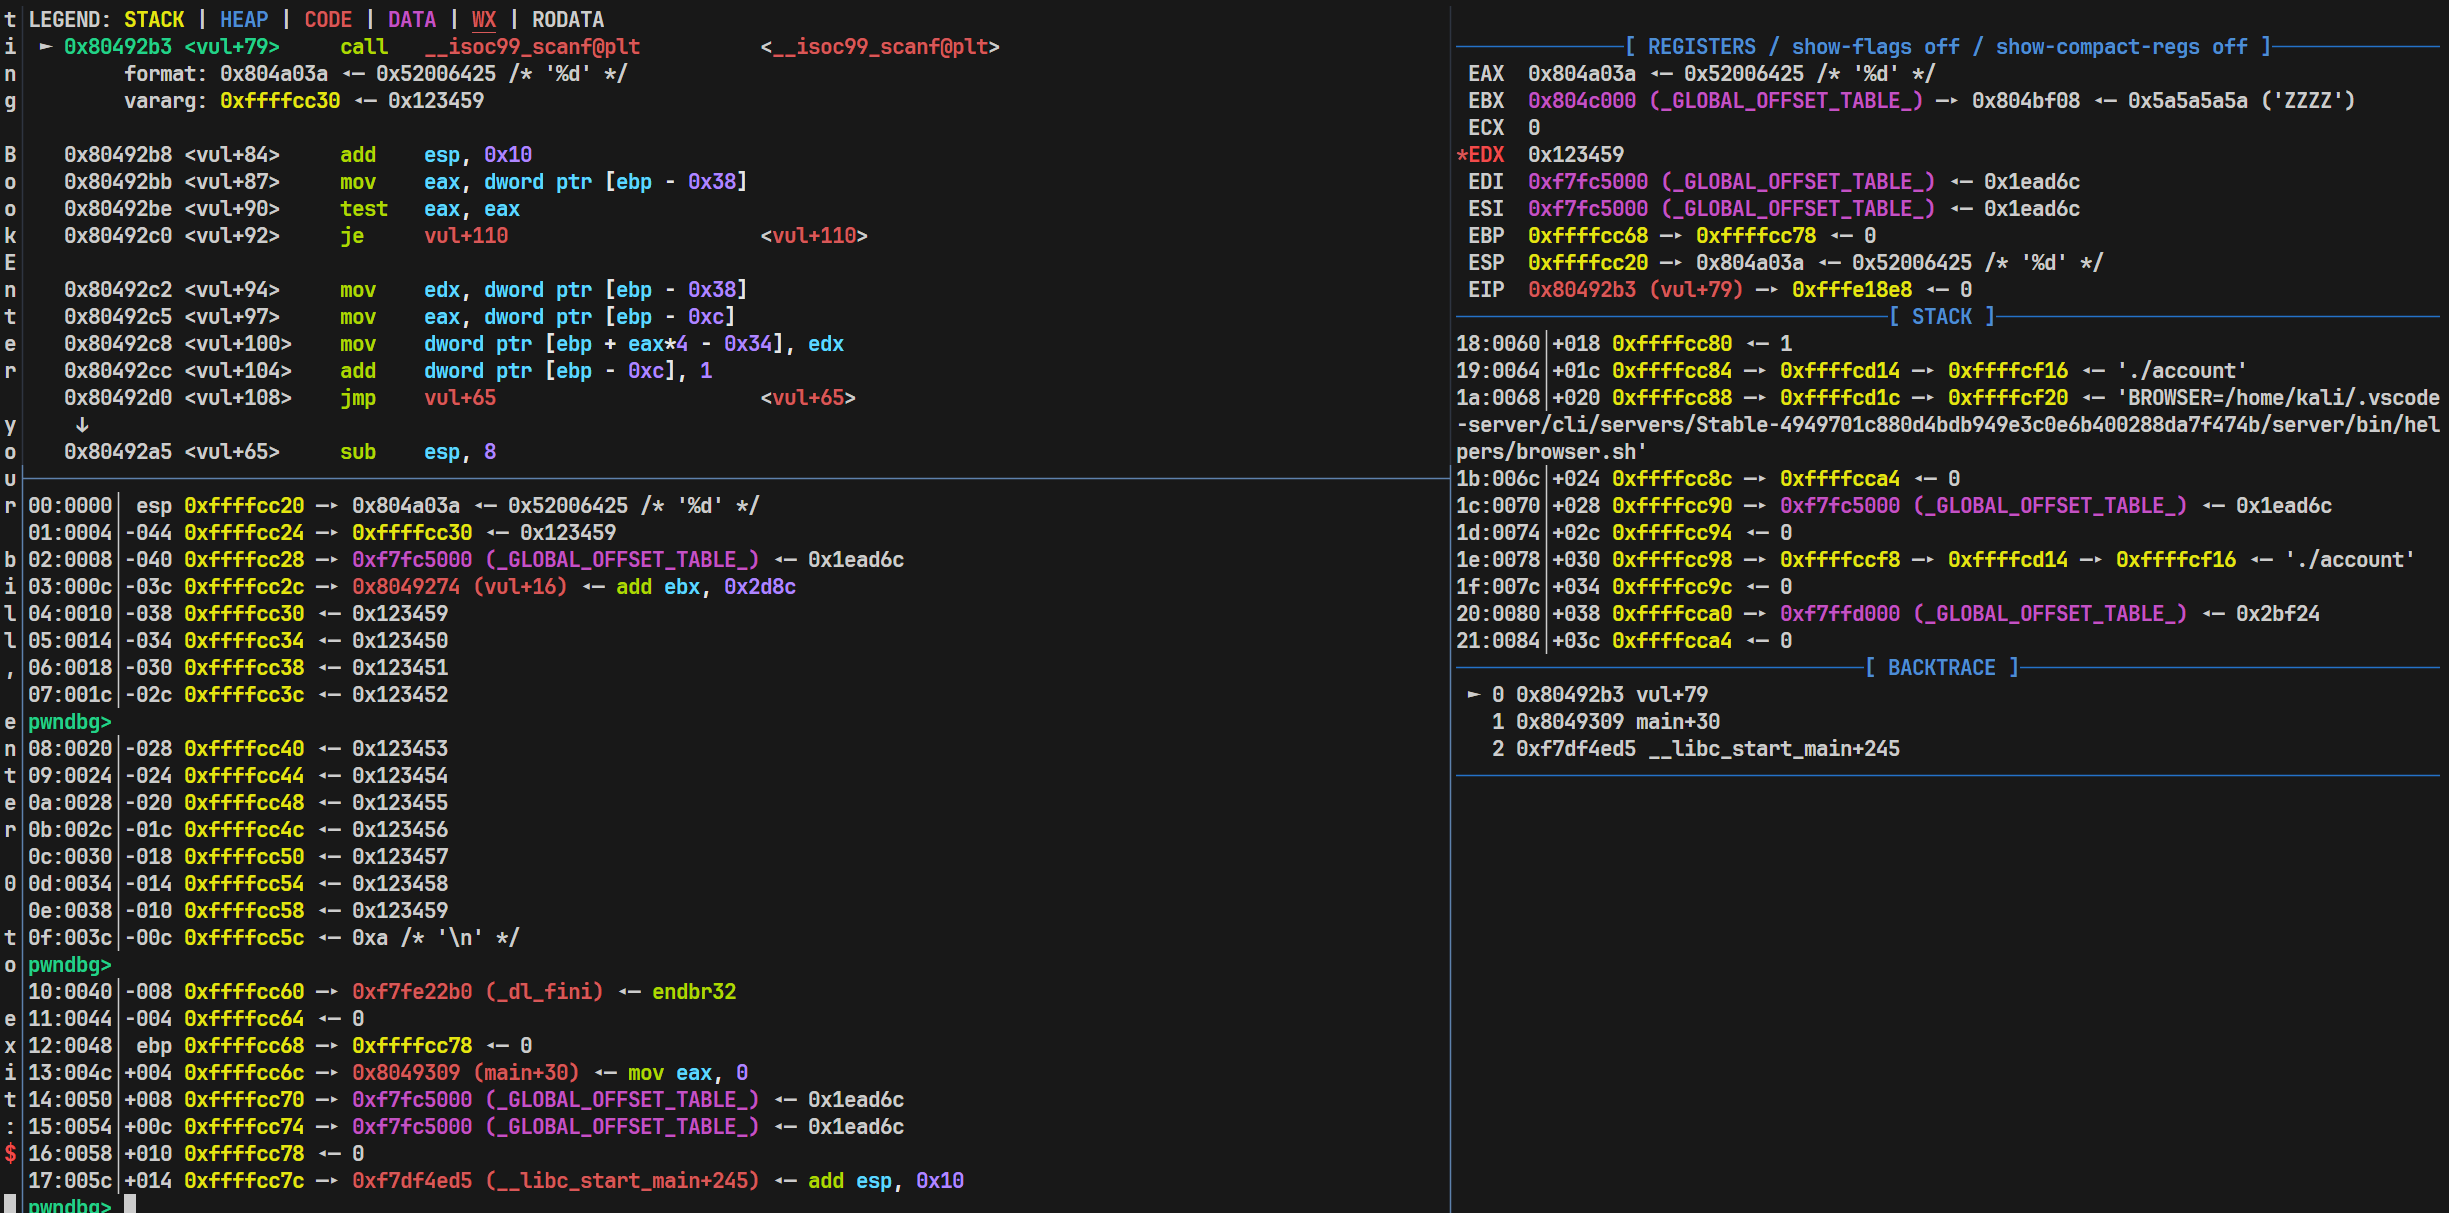 t
i
n
g
B
o
o
k
E
n
t
e
r
y
o
u
r
b
i
l
l
,
e
n
t
e
r
0
t
o
e
x
i
t
:
$
LEGEND: STACK | HEAP | CODE | DATA | WX | RODATA
► 0x80492b3 <vul+79> call __isoc99_scanf@plt <__isoc99_scanf@plt>
format: 0x804a03a ◂— 0x52006425 /* '%d' */
vararg: 0xffffcc30 ◂— 0x123459
0x80492b8 <vul+84> add esp, 0x10
0x80492bb <vul+87> mov eax, dword ptr [ebp - 0x38]
0x80492be <vul+90> test eax, eax
0x80492c0 <vul+92> je vul+110 <vul+110>
0x80492c2 <vul+94> mov edx, dword ptr [ebp - 0x38]
0x80492c5 <vul+97> mov eax, dword ptr [ebp - 0xc]
0x80492c8 <vul+100> mov dword ptr [ebp + eax*4 - 0x34], edx
0x80492cc <vul+104> add dword ptr [ebp - 0xc], 1
0x80492d0 <vul+108> jmp vul+65 <vul+65>
↓
0x80492a5 <vul+65> sub esp, 8
00:0000│ esp 0xffffcc20 —▸ 0x804a03a ◂— 0x52006425 /* '%d' */
01:0004│-044 0xffffcc24 —▸ 0xffffcc30 ◂— 0x123459
02:0008│-040 0xffffcc28 —▸ 0xf7fc5000 (_GLOBAL_OFFSET_TABLE_) ◂— 0x1ead6c
03:000c│-03c 0xffffcc2c —▸ 0x8049274 (vul+16) ◂— add ebx, 0x2d8c
04:0010│-038 0xffffcc30 ◂— 0x123459
05:0014│-034 0xffffcc34 ◂— 0x123450
06:0018│-030 0xffffcc38 ◂— 0x123451
07:001c│-02c 0xffffcc3c ◂— 0x123452
pwndbg>
08:0020│-028 0xffffcc40 ◂— 0x123453
09:0024│-024 0xffffcc44 ◂— 0x123454
0a:0028│-020 0xffffcc48 ◂— 0x123455
0b:002c│-01c 0xffffcc4c ◂— 0x123456
0c:0030│-018 0xffffcc50 ◂— 0x123457
0d:0034│-014 0xffffcc54 ◂— 0x123458
0e:0038│-010 0xffffcc58 ◂— 0x123459
0f:003c│-00c 0xffffcc5c ◂— 0xa /* '\n' */
pwndbg>
10:0040│-008 0xffffcc60 —▸ 0xf7fe22b0 (_dl_fini) ◂— endbr32
11:0044│-004 0xffffcc64 ◂— 0
12:0048│ ebp 0xffffcc68 —▸ 0xffffcc78 ◂— 0
13:004c│+004 0xffffcc6c —▸ 0x8049309 (main+30) ◂— mov eax, 0
14:0050│+008 0xffffcc70 —▸ 0xf7fc5000 (_GLOBAL_OFFSET_TABLE_) ◂— 0x1ead6c
15:0054│+00c 0xffffcc74 —▸ 0xf7fc5000 (_GLOBAL_OFFSET_TABLE_) ◂— 0x1ead6c
16:0058│+010 0xffffcc78 ◂— 0
17:005c│+014 0xffffcc7c —▸ 0xf7df4ed5 (__libc_start_main+245) ◂— add esp, 0x10
pwndbg>
[ REGISTERS / show-flags off / show-compact-regs off ]
EAX 0x804a03a ◂— 0x52006425 /* '%d' */
EBX 0x804c000 (_GLOBAL_OFFSET_TABLE_) —▸ 0x804bf08 ◂— 0x5a5a5a5a ('ZZZZ')
ECX 0
*EDX 0x123459
EDI 0xf7fc5000 (_GLOBAL_OFFSET_TABLE_) ◂— 0x1ead6c
ESI 0xf7fc5000 (_GLOBAL_OFFSET_TABLE_) ◂— 0x1ead6c
EBP 0xffffcc68 —▸ 0xffffcc78 ◂— 0
ESP 0xffffcc20 —▸ 0x804a03a ◂— 0x52006425 /* '%d' */
EIP 0x80492b3 (vul+79) —▸ 0xfffe18e8 ◂— 0
[ STACK ]
18:0060│+018 0xffffcc80 ◂— 1
19:0064│+01c 0xffffcc84 —▸ 0xffffcd14 —▸ 0xffffcf16 ◂— './account'
1a:0068│+020 0xffffcc88 —▸ 0xffffcd1c —▸ 0xffffcf20 ◂— 'BROWSER=/home/kali/.vscode
-server/cli/servers/Stable-4949701c880d4bdb949e3c0e6b400288da7f474b/server/bin/hel
pers/browser.sh'
1b:006c│+024 0xffffcc8c —▸ 0xffffcca4 ◂— 0
1c:0070│+028 0xffffcc90 —▸ 0xf7fc5000 (_GLOBAL_OFFSET_TABLE_) ◂— 0x1ead6c
1d:0074│+02c 0xffffcc94 ◂— 0
1e:0078│+030 0xffffcc98 —▸ 0xffffccf8 —▸ 0xffffcd14 —▸ 0xffffcf16 ◂— './account'
1f:007c│+034 0xffffcc9c ◂— 0
20:0080│+038 0xffffcca0 —▸ 0xf7ffd000 (_GLOBAL_OFFSET_TABLE_) ◂— 0x2bf24
21:0084│+03c 0xffffcca4 ◂— 0
[ BACKTRACE ]
► 0 0x80492b3 vul+79
1 0x8049309 main+30
2 0xf7df4ed5 __libc_start_main+245